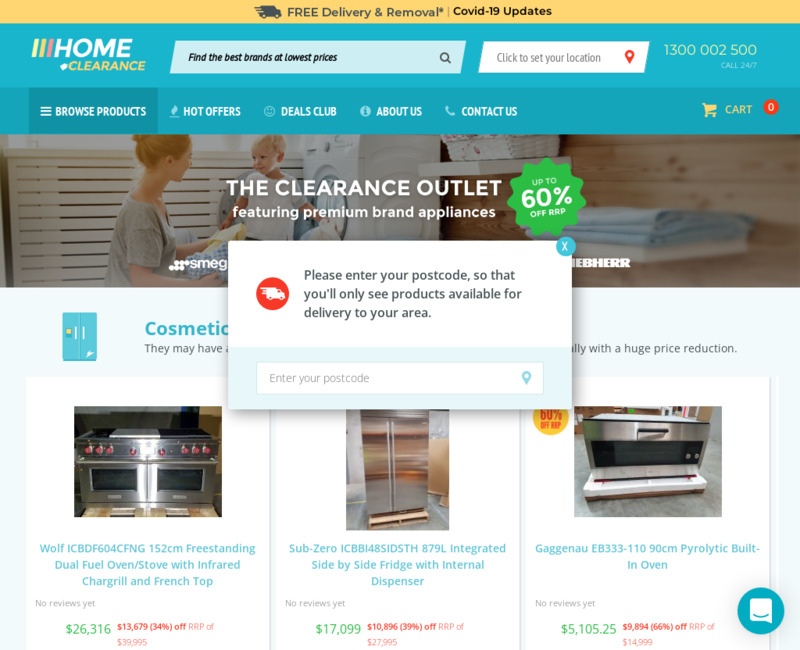 FREE Delivery & Removal* | Covid-19 Updates
HOME
CLEARANCE
Find the best brands at lowest prices
Click to set your location
1300 002 500
CALL 24/7
BROWSE PRODUCTS
HOT OFFERS
DEALS CLUB
ABOUT US
CONTACT US
CART 0
THE CLEARANCE OUTLET
featuring premium brand appliances
UP TO
60%
OFF RRP
smeg
EBHERR
X
Please enter your postcode, so that
you'll only see products available for
delivery to your area.
Enter your postcode
Cosmetic
They may have a
ally with a huge price reduction.
60%
OFF RRP
Wolf ICBDF604CFNG 152cm Freestanding
Dual Fuel Oven/Stove with Infrared
Chargrill and French Top
No reviews yet
$26,316 $13,679 (34%) off RRP of
$39,995
Sub-Zero ICBBI48SIDSTH 879L Integrated
Side by Side Fridge with Internal
Dispenser
No reviews yet
$17,099 $10,896 (39%) off RRP of
$27,995
Gaggenau EB333-110 90cm Pyrolytic Built-
In Oven
No reviews yet
$5,105.25 $9,894 (66%) off RRP of
$14,999